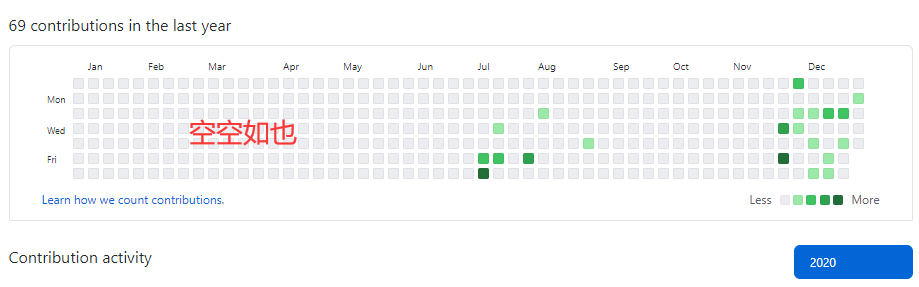 69 contributions in the last year
Jan Feb Mar Apr May Jun Jul Aug Sep Oct Nov Dec
Mon
Wed
空空如也
Fri
Learn how we count contributions.
Less More
Contribution activity
2020